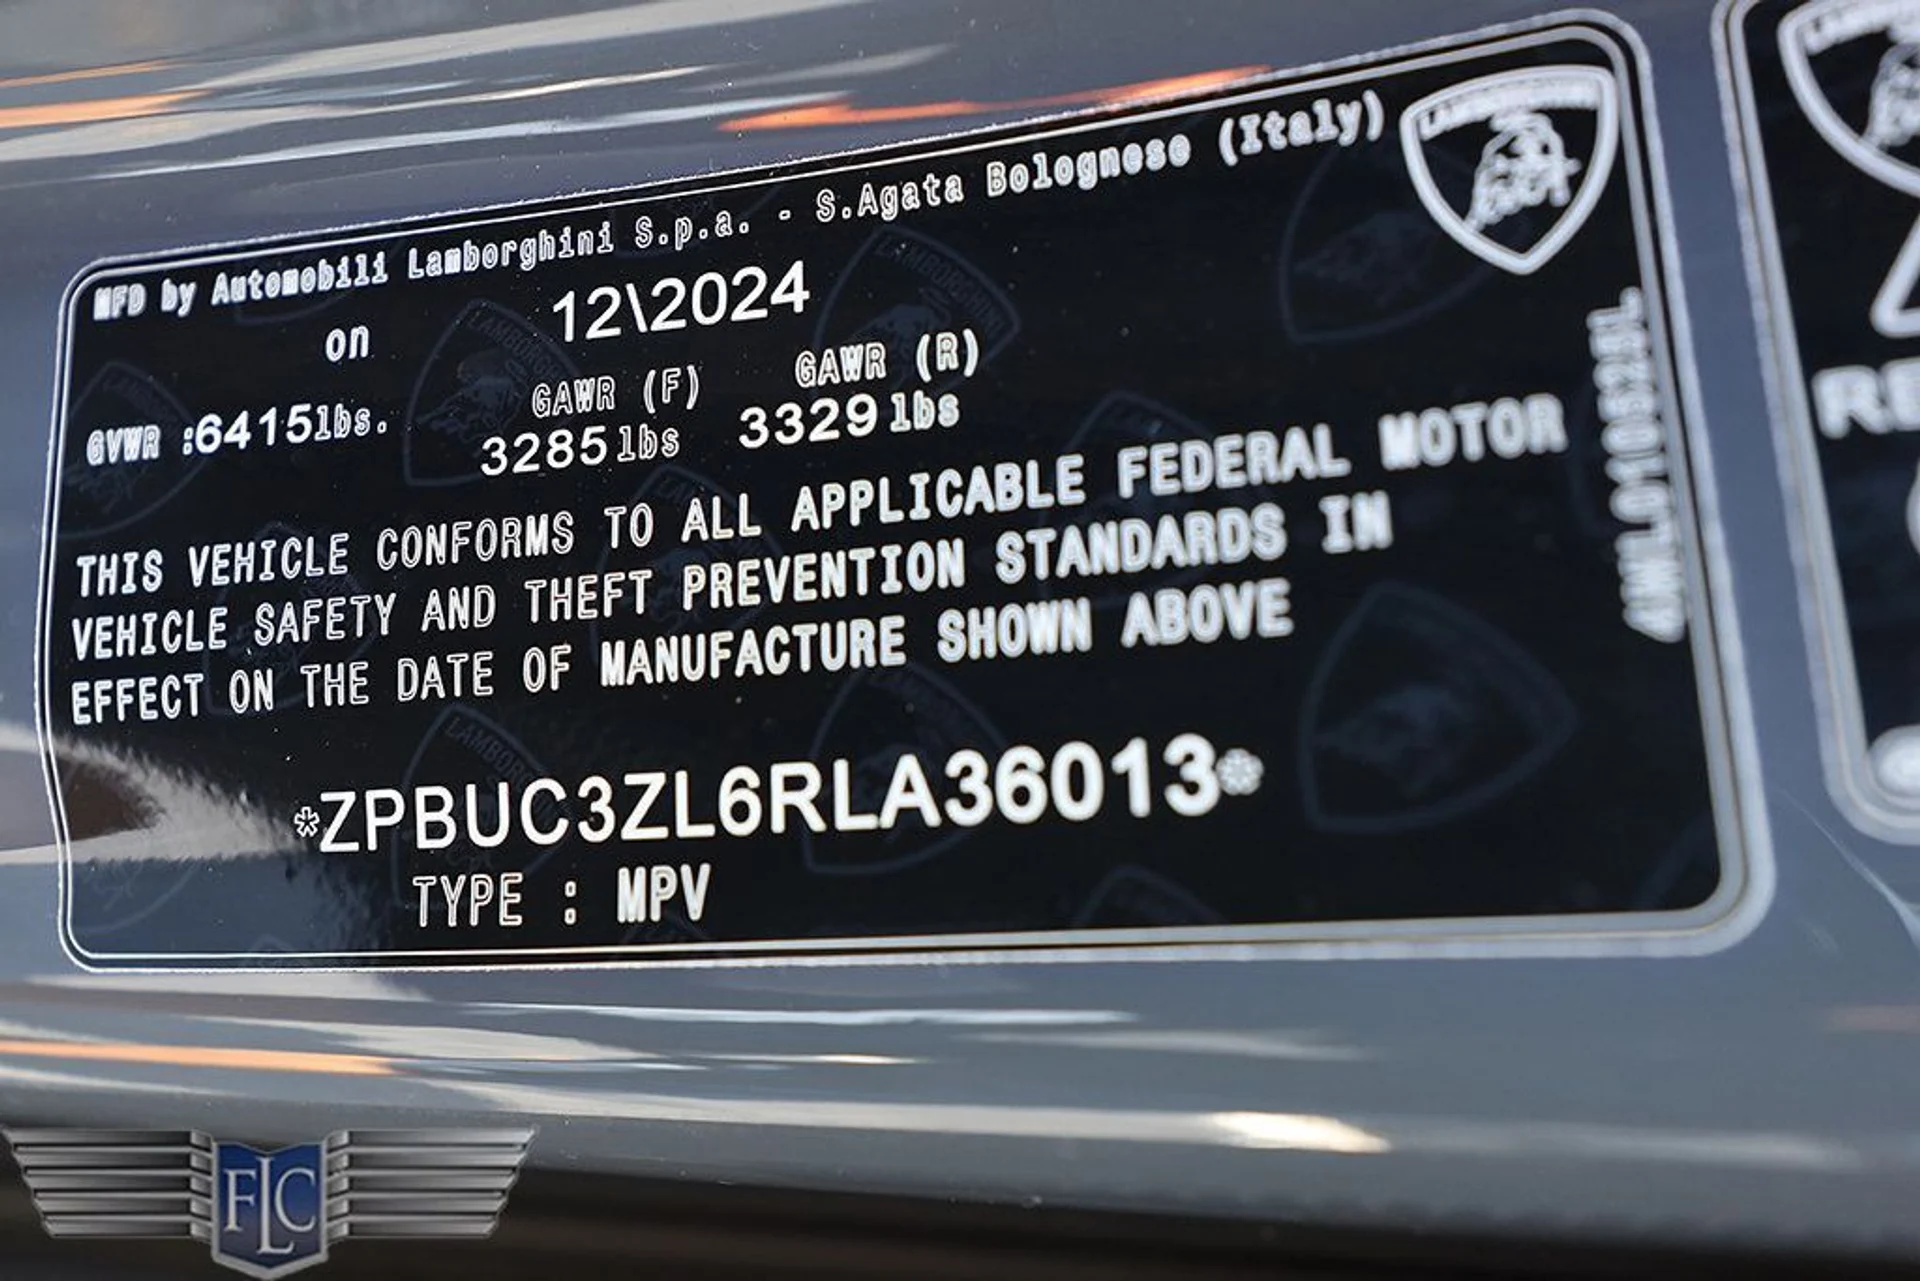 MFD by Automobili Lamborghini S.p.a. - S.Agata Bolognese (Italy)
LAMBORGHINI
on 12\2024
GAWR (F) GAWR (R)
GVWR :6415lbs. 3285lbs 3329lbs
THIS VEHICLE CONFORMS TO ALL APPLICABLE FEDERAL MOTOR
VEHICLE SAFETY AND THEFT PREVENTION STANDARDS IN
EFFECT ON THE DATE OF MANUFACTURE SHOWN ABOVE
*ZPBUC3ZL6RLA36013*
TYPE : MPV
FLC